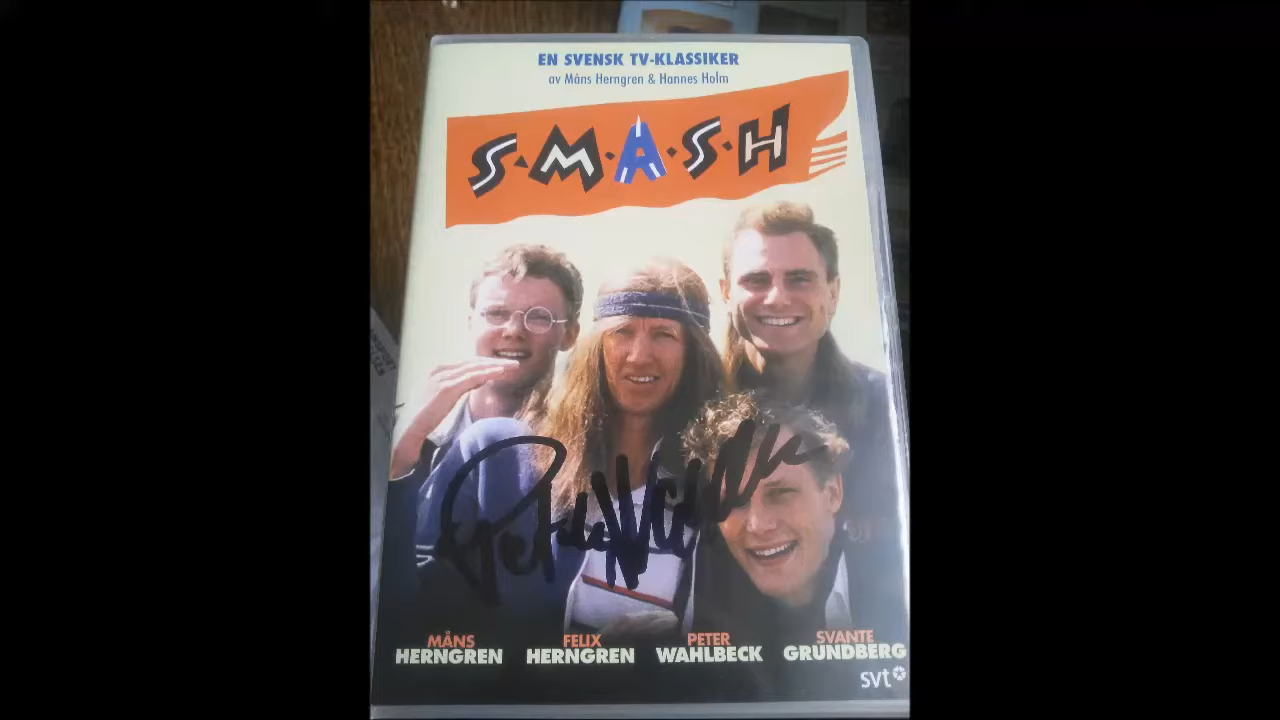 EN SVENSK TV-KLASSIKER
av Måns Herngren & Hannes Holm
S·M·A·S·H
MÅNS FELIX PETER SVANTE
HERNGREN HERNGREN WAHLBECK GRUNDBERG
svt